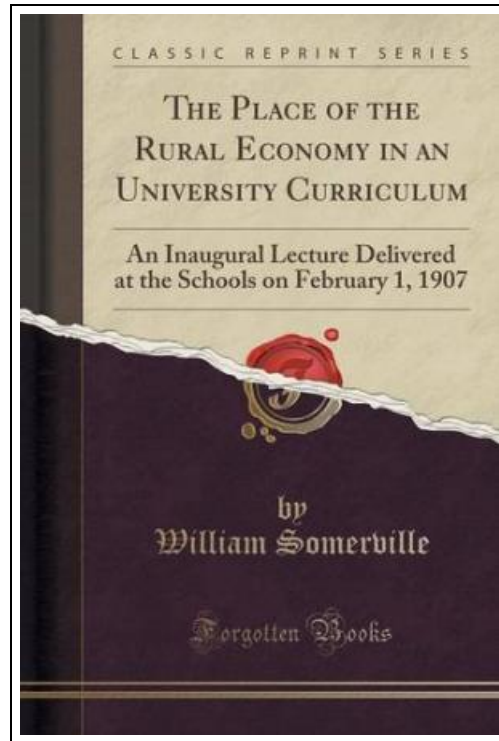 CLASSIC REPRINT SERIES
THE PLACE OF THE
RURAL ECONOMY IN AN
UNIVERSITY CURRICULUM
An Inaugural Lecture Delivered
at the Schools on February 1, 1907
by
William Somerville
Forgotten Books